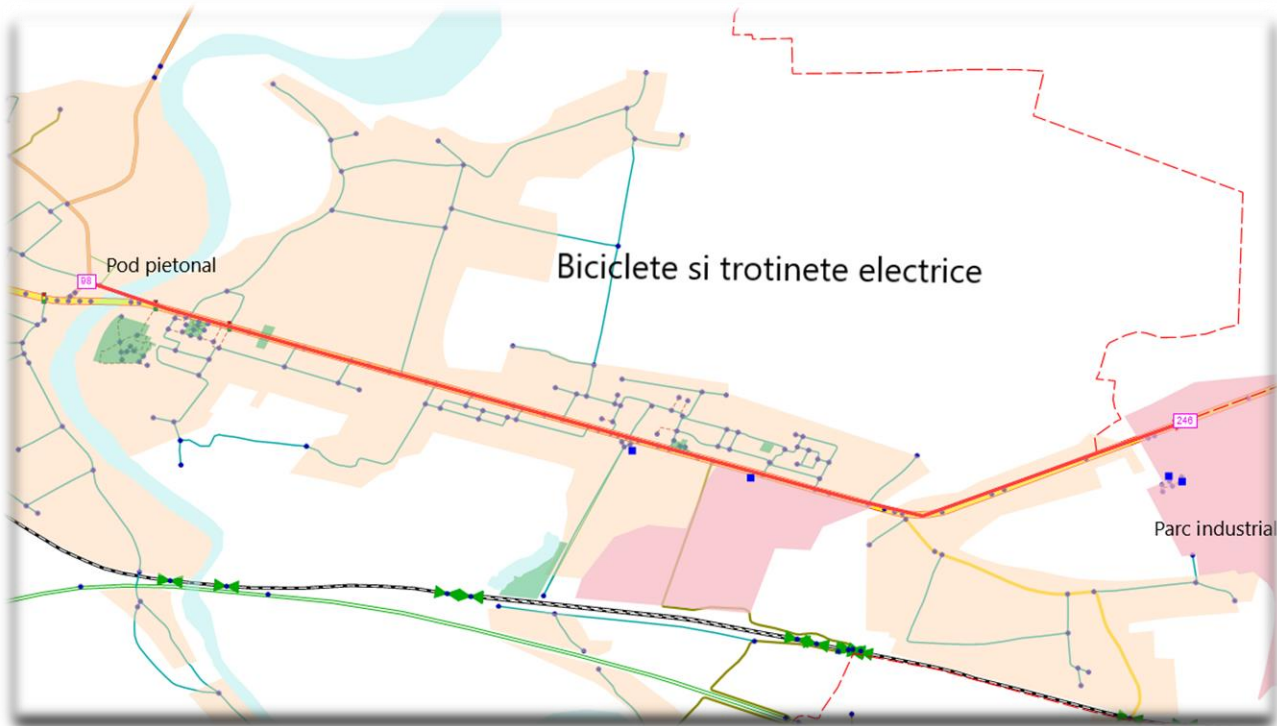 Pod pietonal
98
Biciclete si trotinete electrice
246
Parc industrial